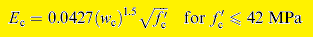 E_c = 0.0427(w_c)^1.5 √f′_c for f′_c ⩽ 42 MPa